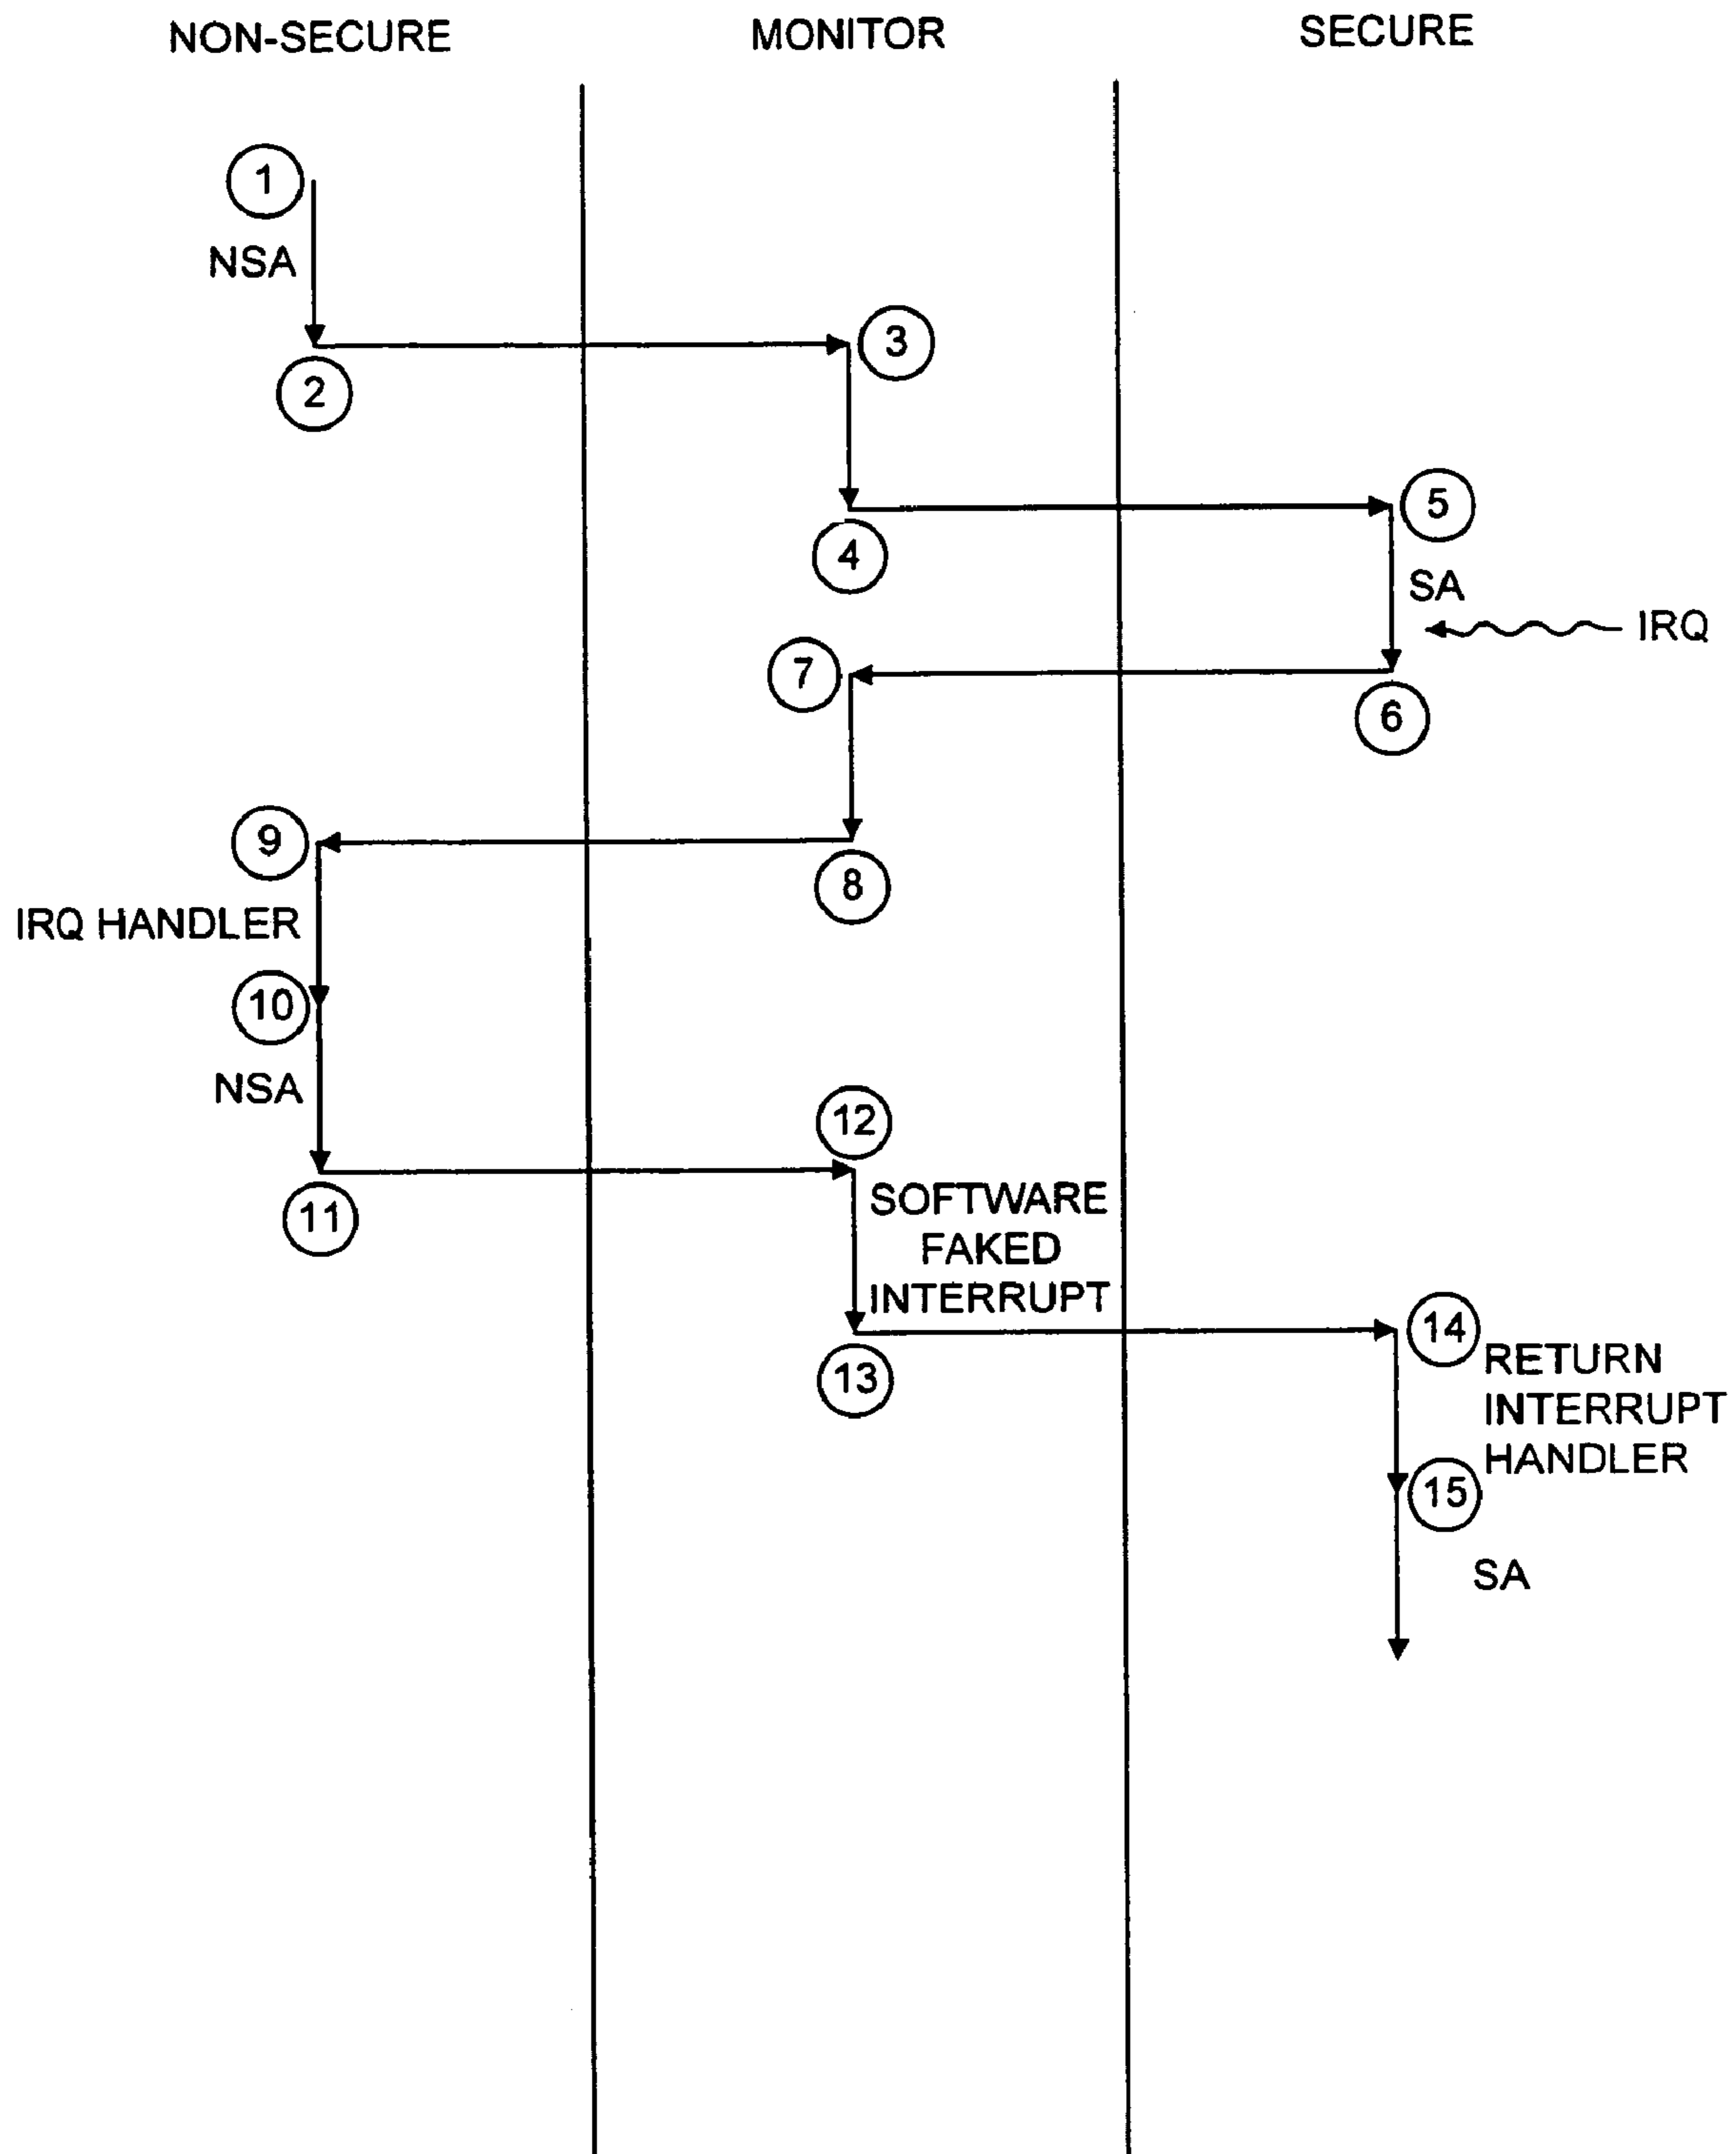 NON-SECURE
MONITOR
SECURE
1
NSA
2
3
4
5
SA
IRQ
6
7
8
9
IRQ HANDLER
10
NSA
11
12
SOFTWARE
FAKED
INTERRUPT
13
14
RETURN
INTERRUPT
HANDLER
15
SA